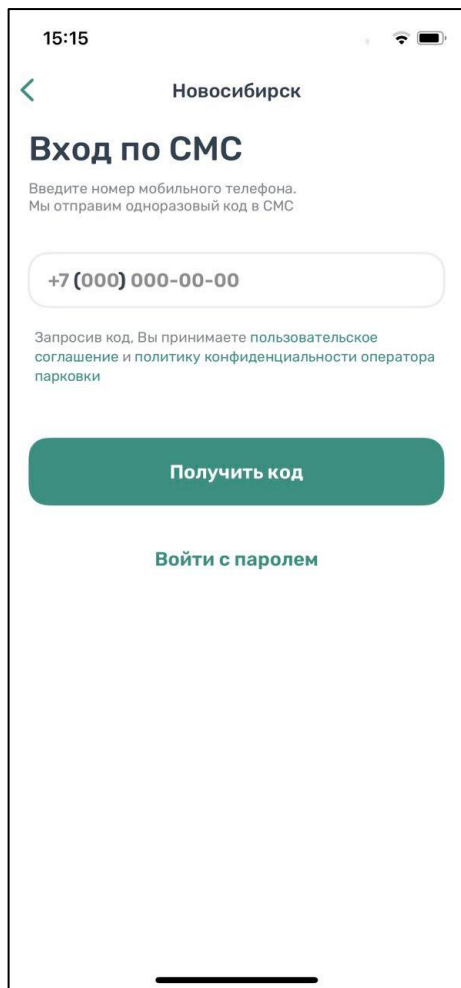 15:15
Новосибирск
Вход по СМС
Введите номер мобильного телефона.
Мы отправим одноразовый код в СМС
+7 (000) 000-00-00
Запросив код, Вы принимаете пользовательское
соглашение и политику конфиденциальности оператора
парковки
Получить код
Войти с паролем